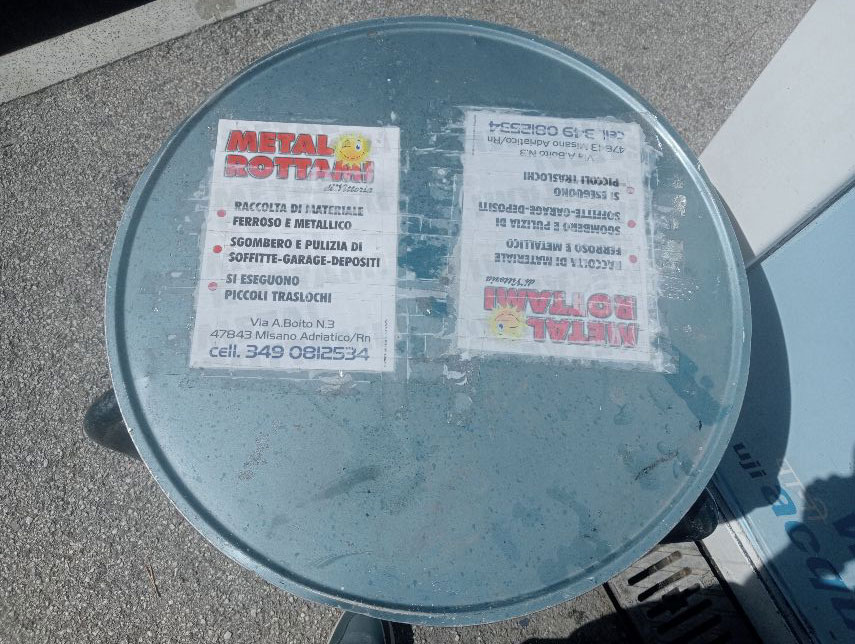 METAL
ROTTAMI
di Vittoria
RACCOLTA DI MATERIALE
FERROSO E METALLICO
SGOMBERO E PULIZIA DI
SOFFITTE-GARAGE-DEPOSITI
SI ESEGUONO
PICCOLI TRASLOCHI
Via A.Boito N.3
47843 Misano Adriatico/Rn
cell. 349 0812534
METAL
ROTTAMI
di Vittoria
RACCOLTA DI MATERIALE
FERROSO E METALLICO
SGOMBERO E PULIZIA DI
SOFFITTE-GARAGE-DEPOSITI
SI ESEGUONO
PICCOLI TRASLOCHI
Via A.Boito N.3
47843 Misano Adriatico/Rn
cell. 349 0812534